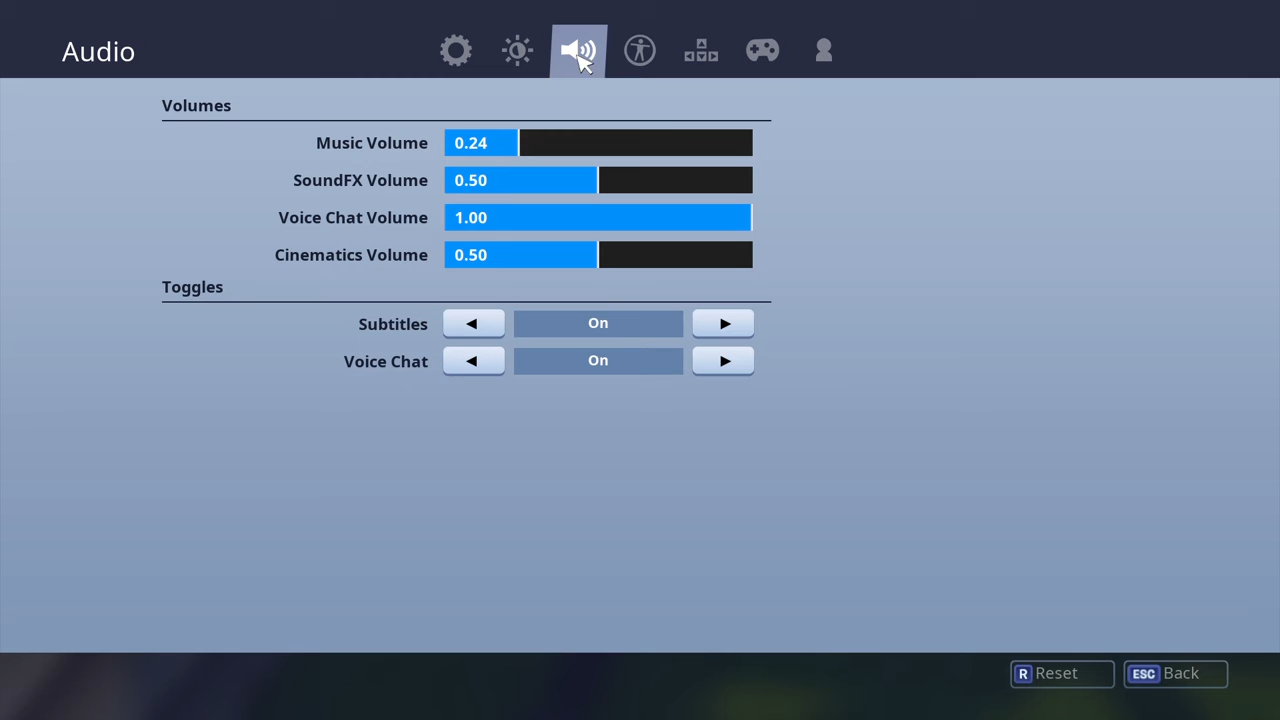 Audio
Volumes
Music Volume 0.24
SoundFX Volume 0.50
Voice Chat Volume 1.00
Cinematics Volume 0.50
Toggles
Subtitles On
Voice Chat On
R Reset ESC Back